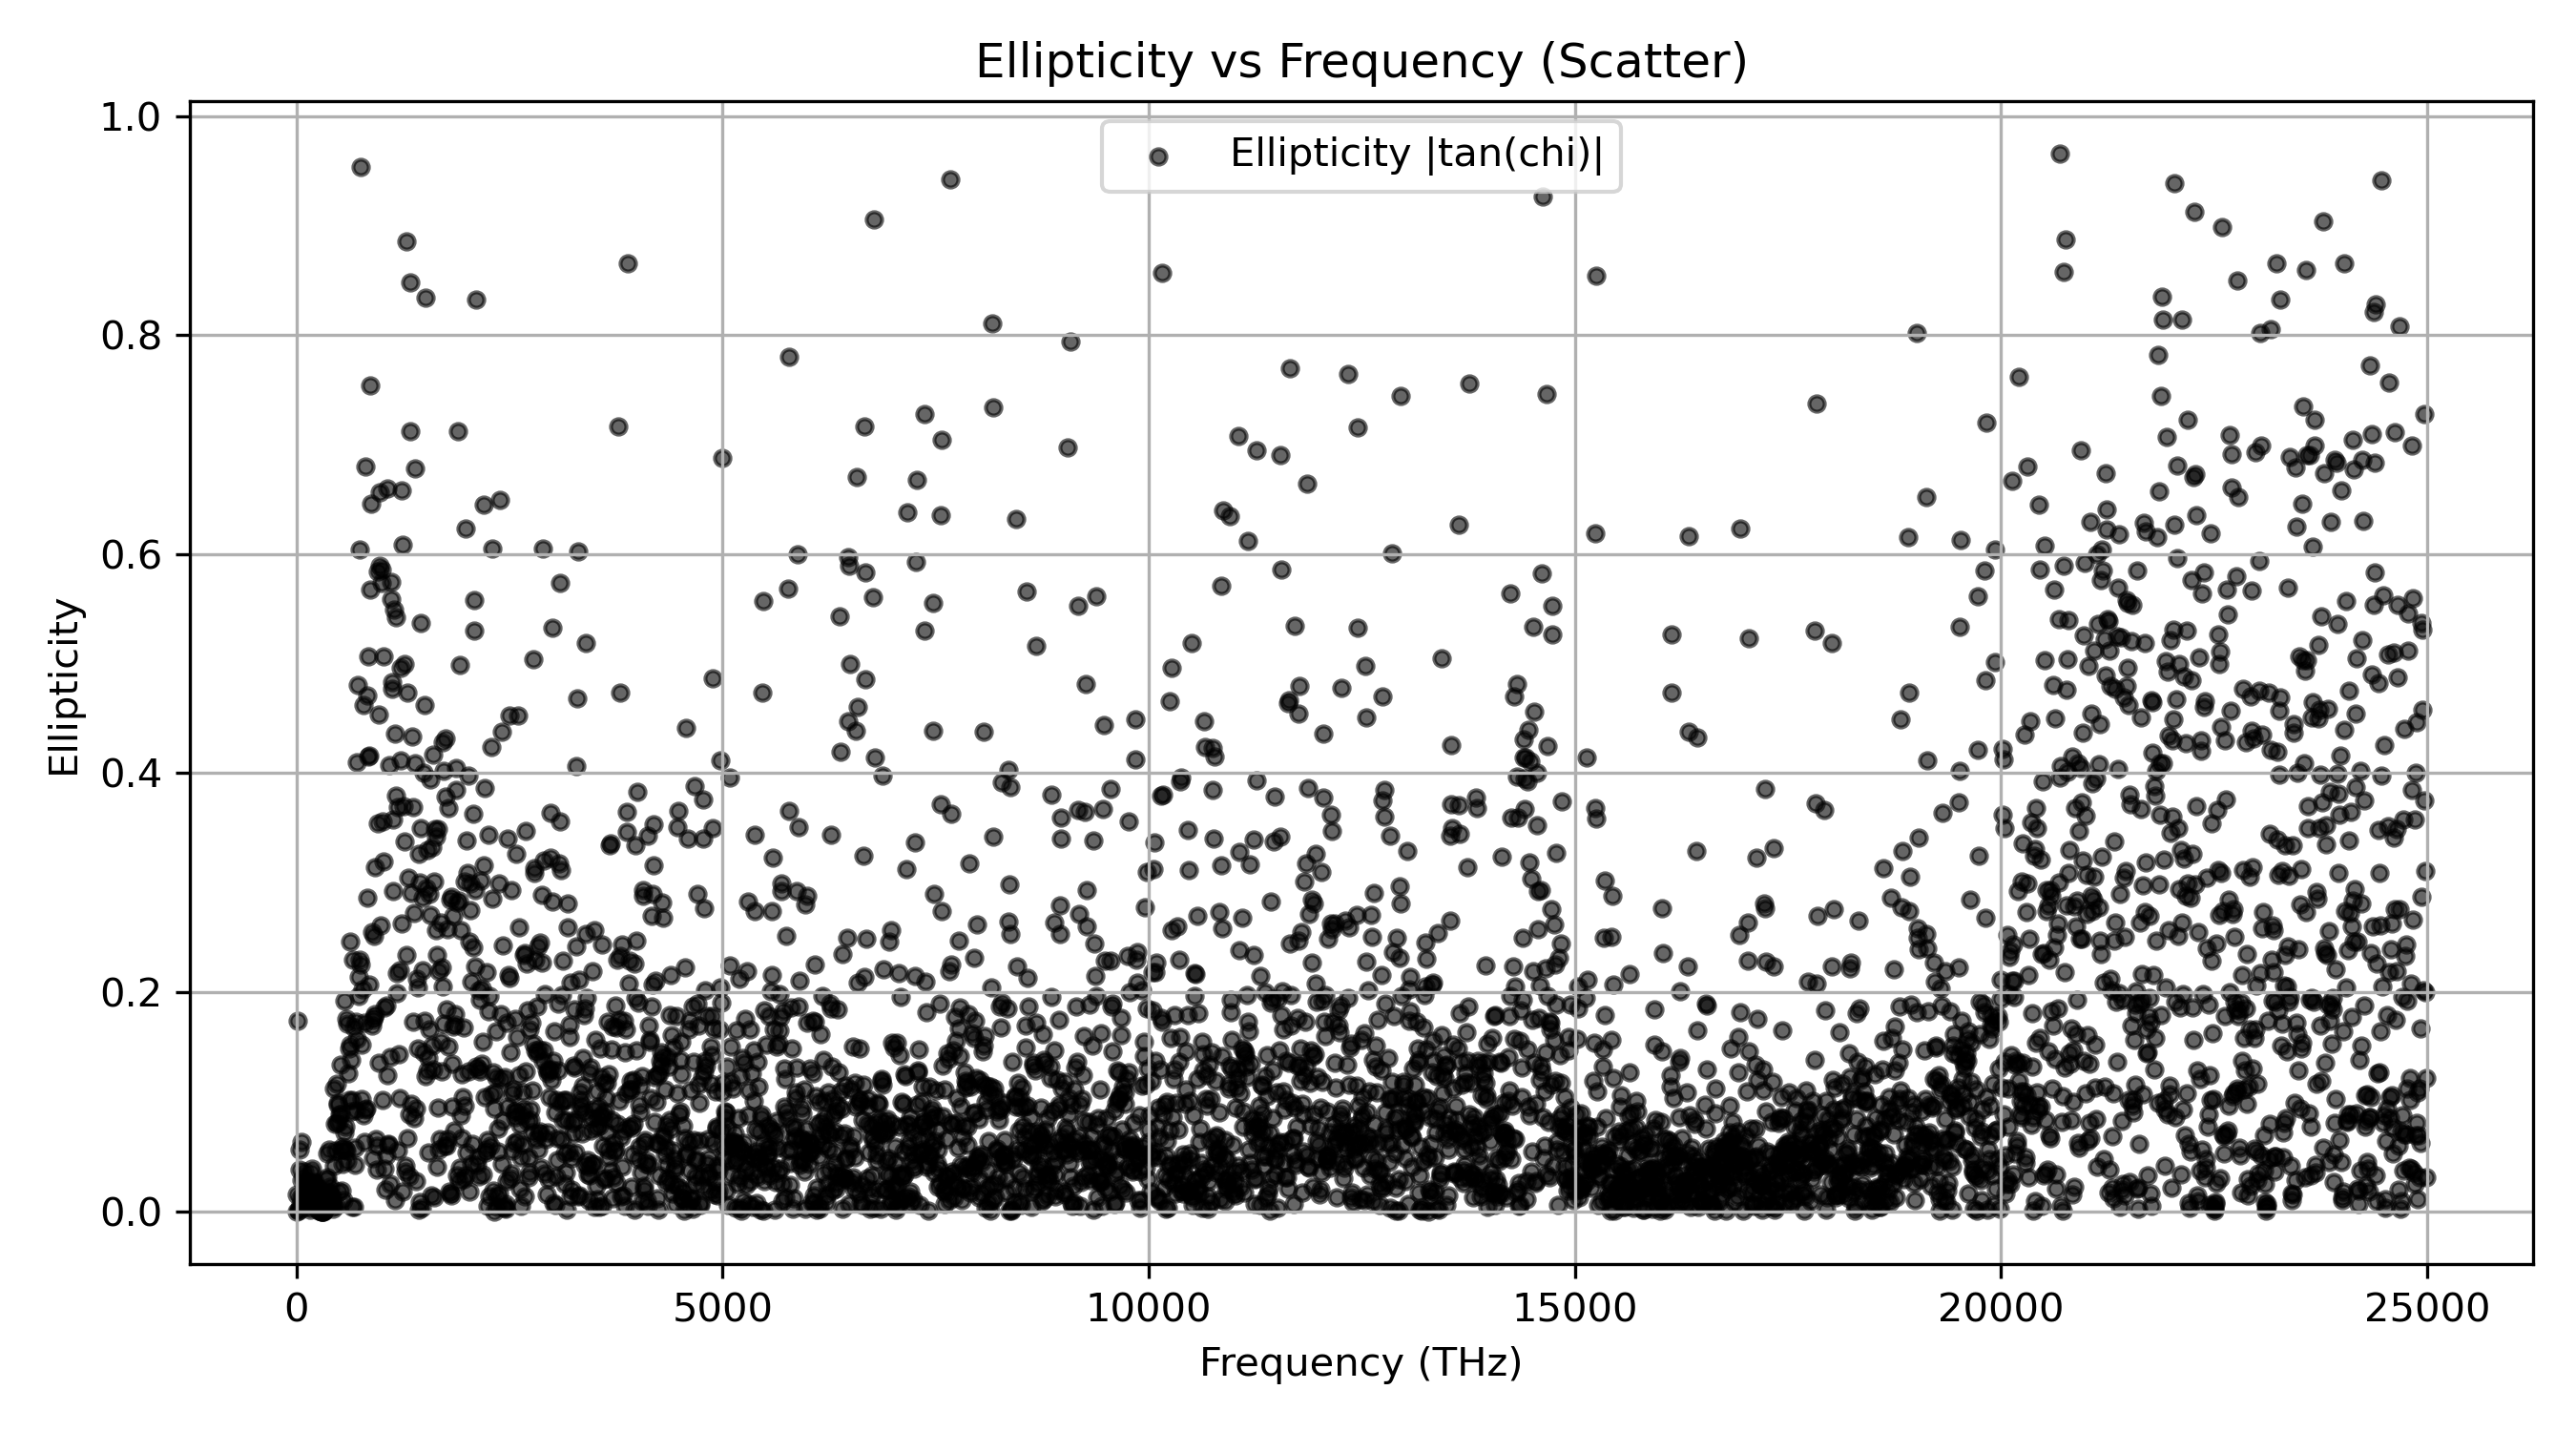 Ellipticity vs Frequency (Scatter)
Ellipticity |tan(chi)|
1.0
0.8
0.6
0.4
0.2
0.0
Ellipticity
0 5000 10000 15000 20000 25000
Frequency (THz)